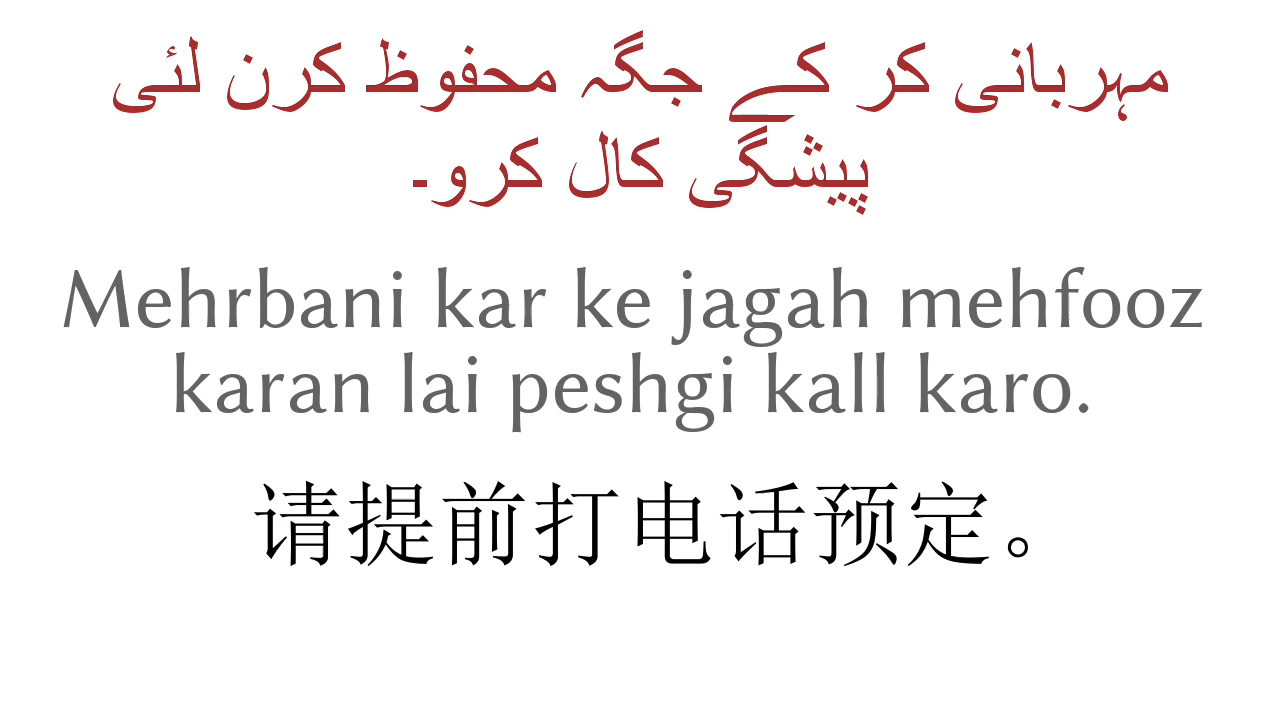 مہربانی کر کے جگہ محفوظ کرن لئی
پیشگی کال کرو۔
Mehrbani kar ke jagah mehfooz
karan lai peshgi kall karo.
请提前打电话预定。